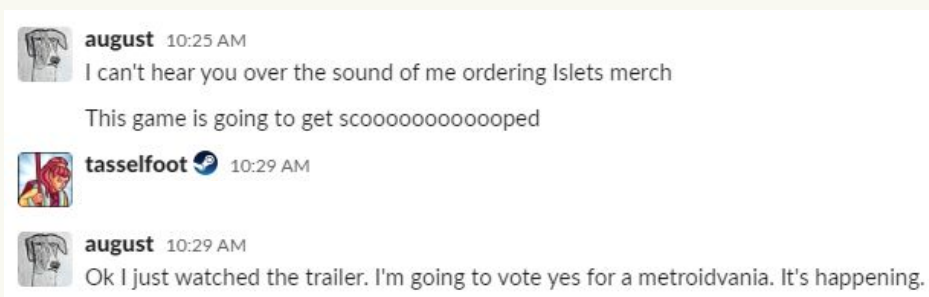 august 10:25 AM
I can't hear you over the sound of me ordering Islets merch
This game is going to get scoooooooooooped
tasselfoot 10:29 AM
august 10:29 AM
Ok I just watched the trailer. I'm going to vote yes for a metroidvania. It's happening.